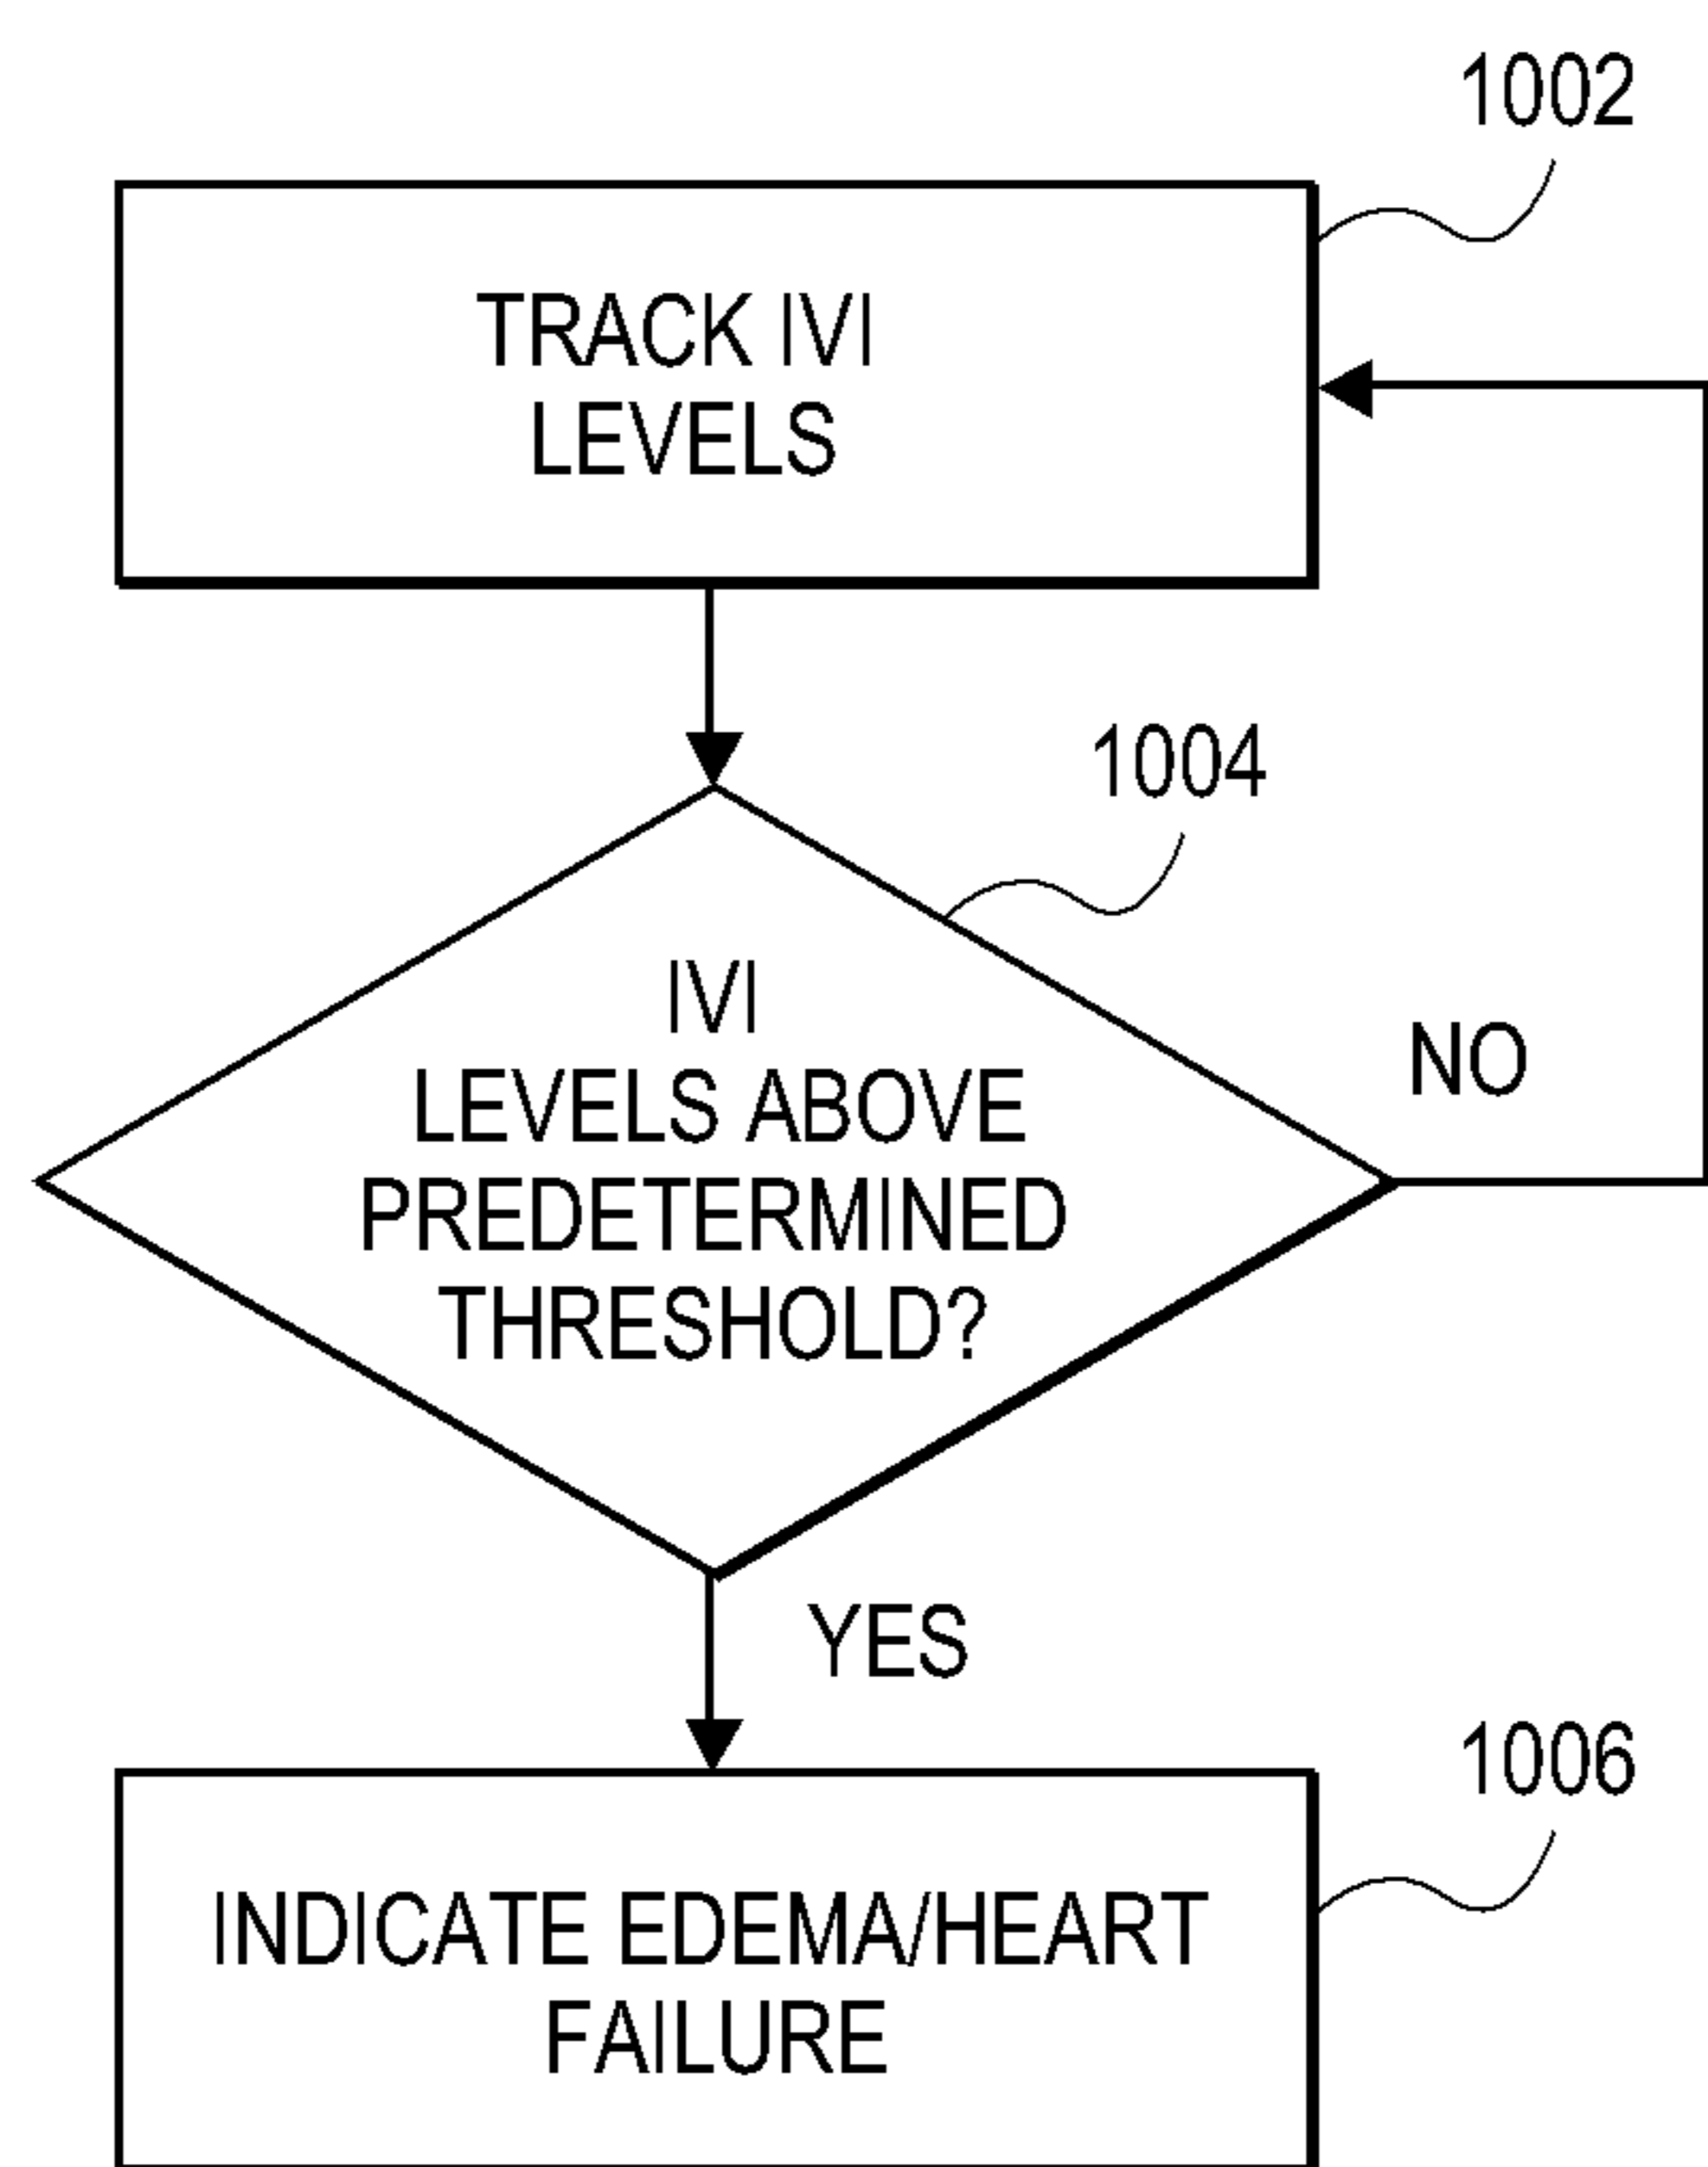 1002
TRACK IVI
LEVELS
1004
IVI
LEVELS ABOVE
PREDETERMINED
THRESHOLD?
NO
YES
1006
INDICATE EDEMA/HEART
FAILURE